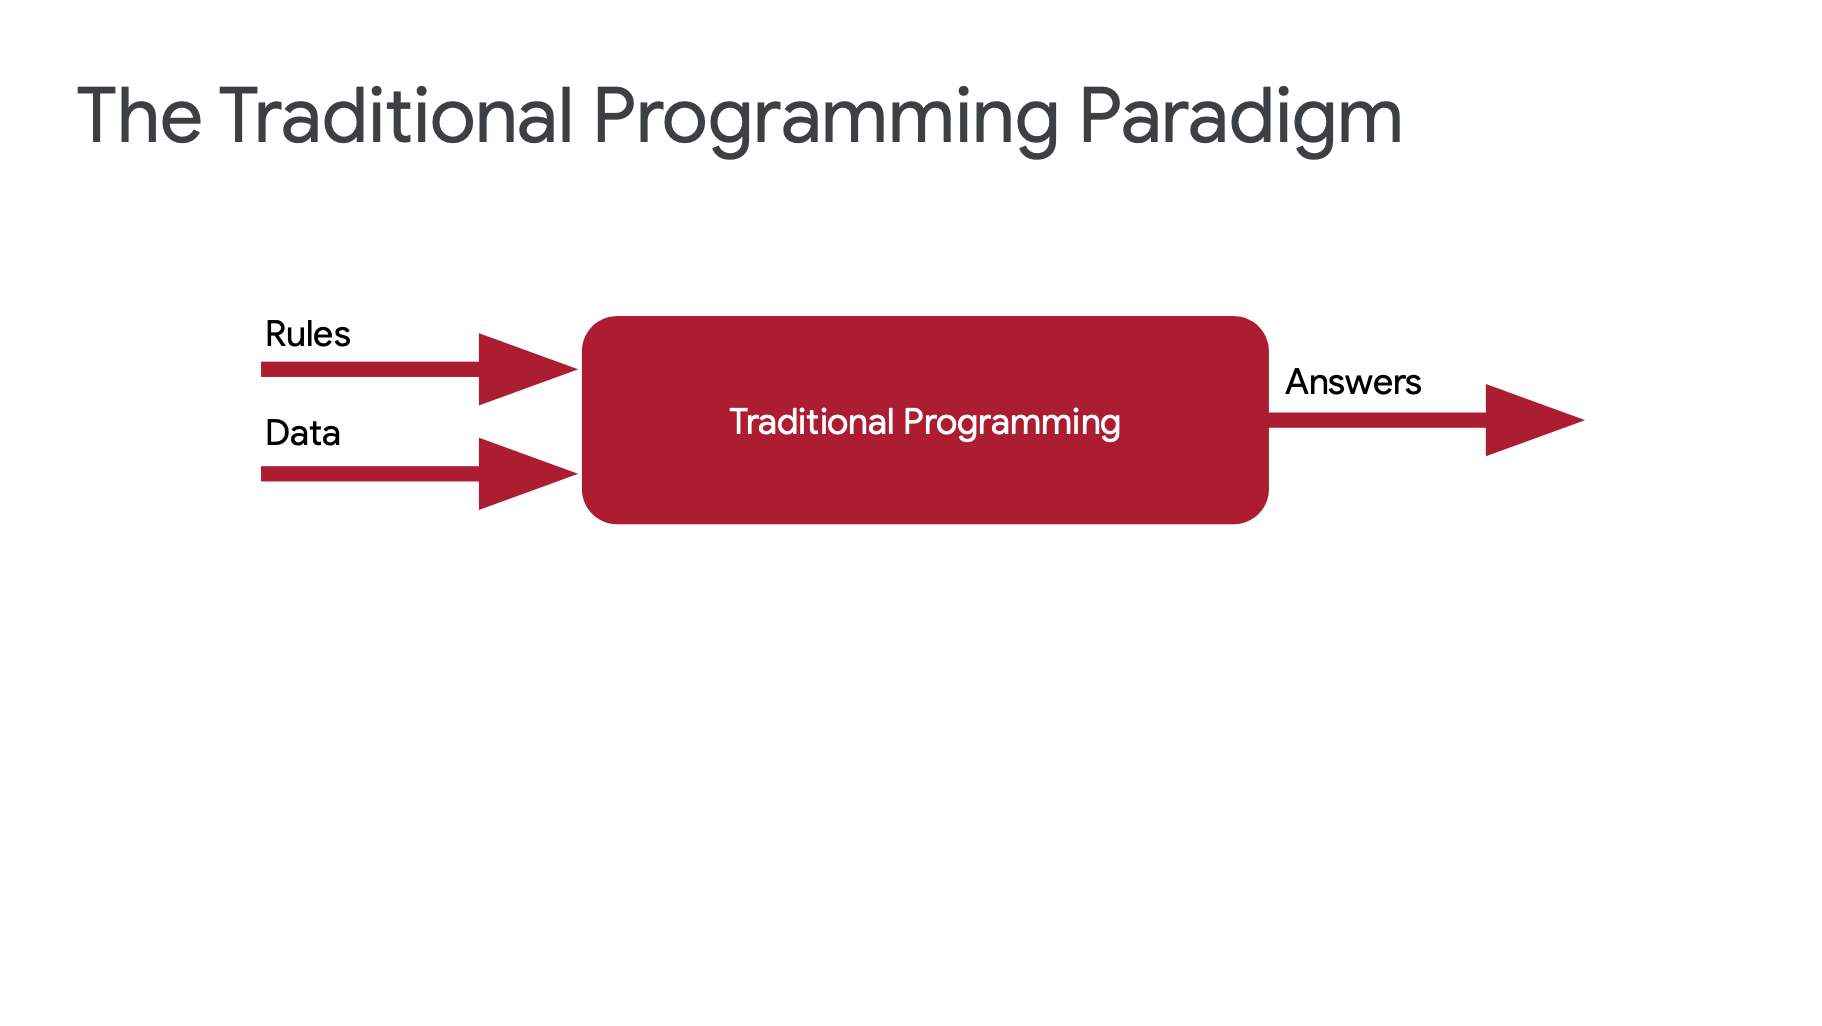 The Traditional Programming Paradigm
Rules
Data
Traditional Programming
Answers